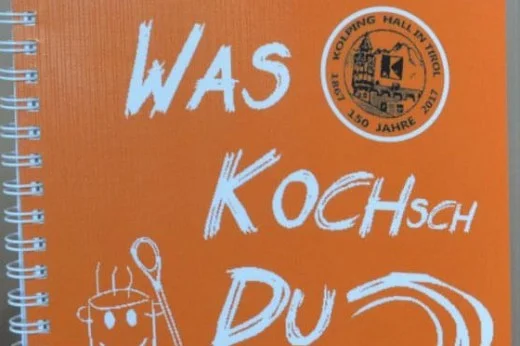 WAS
KOLPING HALL IN TIROL
1867 150 JAHRE 2017
K
KOCHSCH
DU